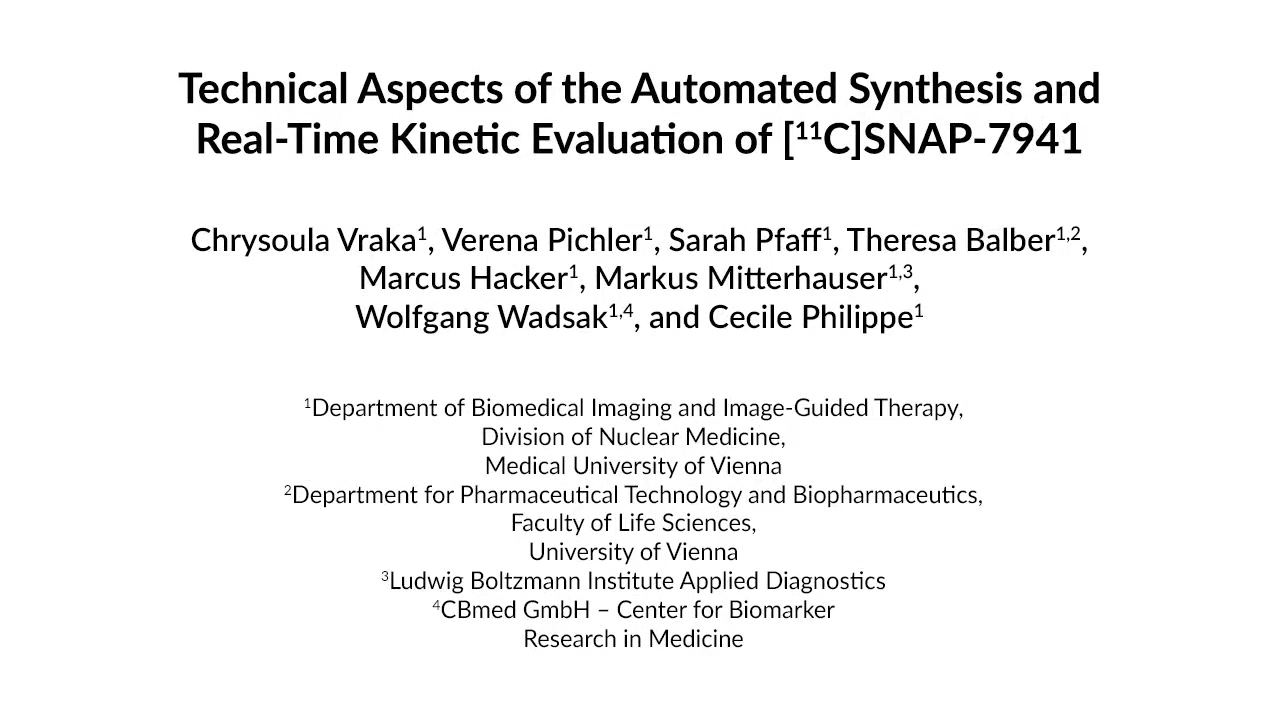 Technical Aspects of the Automated Synthesis and
Real-Time Kinetic Evaluation of [¹¹C]SNAP-7941
Chrysoula Vraka¹, Verena Pichler¹, Sarah Pfaff¹, Theresa Balber¹,²,
Marcus Hacker¹, Markus Mitterhauser¹,³,
Wolfgang Wadsak¹,⁴, and Cecile Philippe¹
¹Department of Biomedical Imaging and Image-Guided Therapy,
Division of Nuclear Medicine,
Medical University of Vienna
²Department for Pharmaceutical Technology and Biopharmaceutics,
Faculty of Life Sciences,
University of Vienna
³Ludwig Boltzmann Institute Applied Diagnostics
⁴CBmed GmbH – Center for Biomarker
Research in Medicine